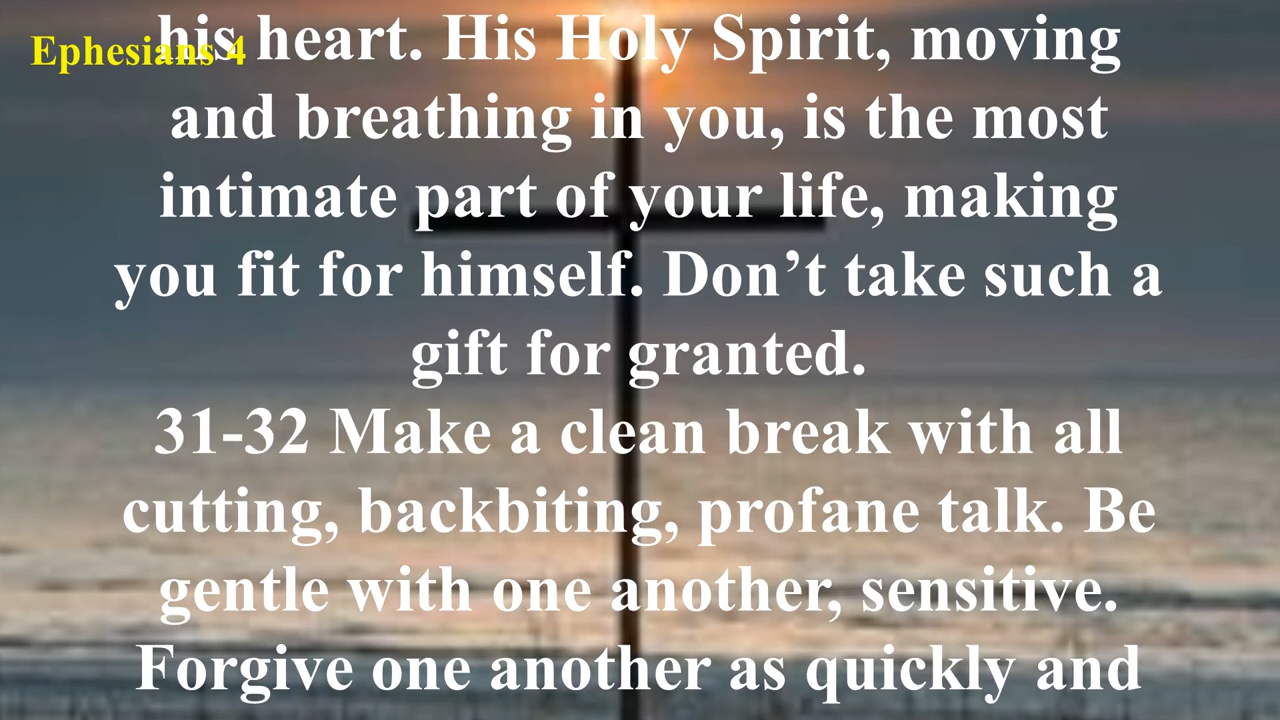 Ephesians 4
his heart. His Holy Spirit, moving
and breathing in you, is the most
intimate part of your life, making
you fit for himself. Don’t take such a
gift for granted.
31-32 Make a clean break with all
cutting, backbiting, profane talk. Be
gentle with one another, sensitive.
Forgive one another as quickly and